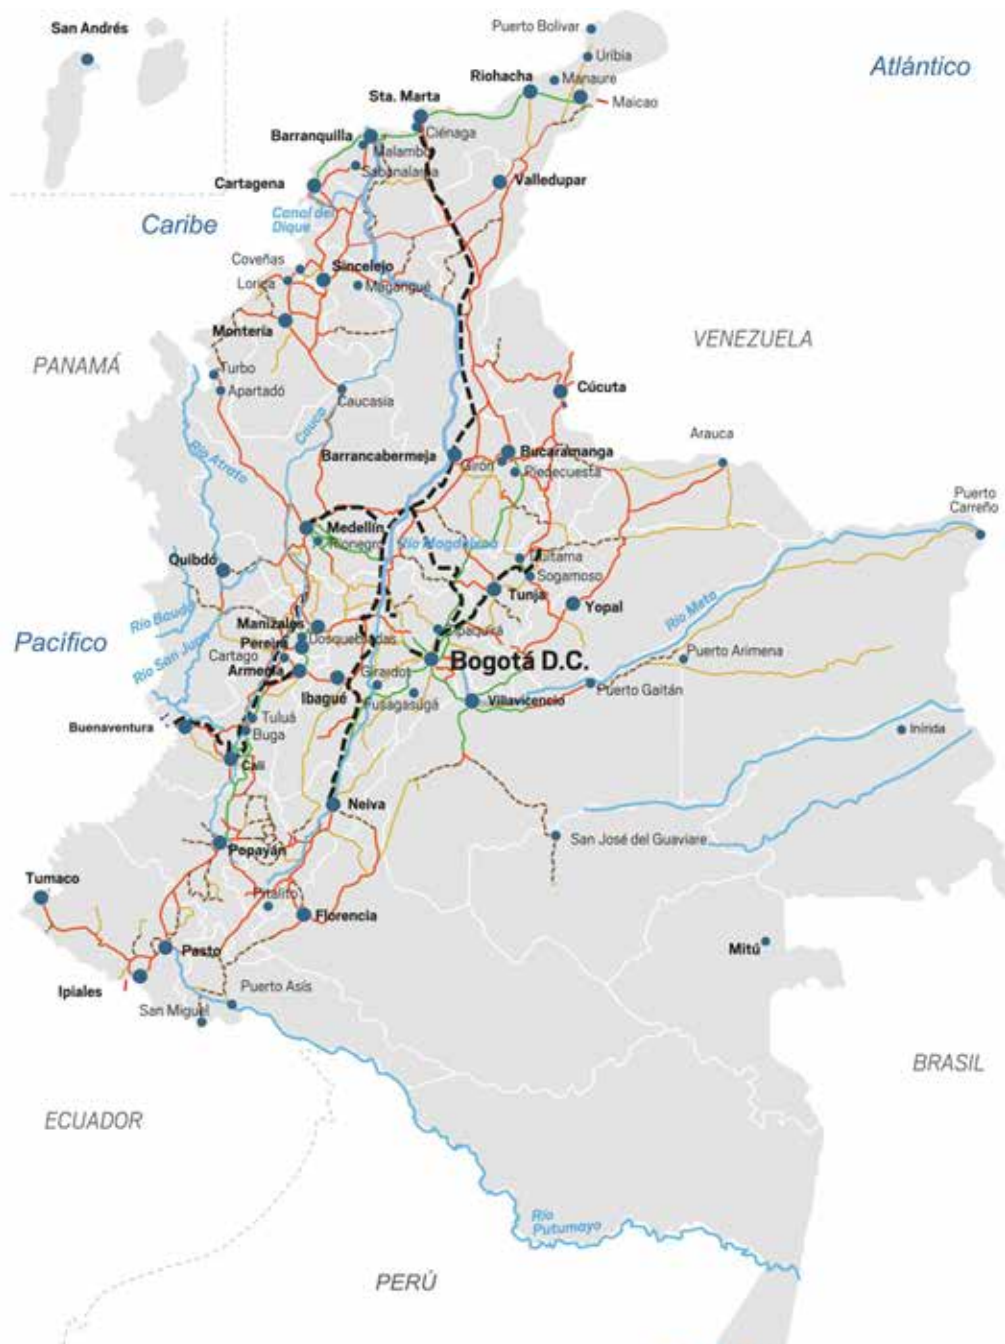 San Andrés
Puerto Bolivar
Uribia
Atlántico
Riohacha
Manaure
Maicao
Sta. Marta
Ciénaga
Barranquilla
Malambo
Sabanalarga
Cartagena
Valledupar
Canal del
Dique
Caribe
Coveñas
Sincelejo
Lorica
Magangué
Montería
VENEZUELA
PANAMÁ
Turbo
Apartadó
Caucasia
Cúcuta
Cauca
Río Atrato
Barrancabermeja
Bucaramanga
Girón
Piedecuesta
Arauca
Puerto
Carreño
Medellín
Rionegro
Río Magdalena
Quibdó
Duitama
Sogamoso
Tunja
Yopal
Río Meta
Río Baudó
Manizales
Dosquebradas
Zipaquirá
Pacífico
Río San Juan
Pereira
Cartago
Armenia
Bogotá D.C.
Puerto Arimena
Ibagué
Girardot
Fusagasugá
Villavicencio
Puerto Gaitán
Buenaventura
Tuluá
Buga
Inírida
Cali
Neiva
Popayán
San José del Guaviare
Tumaco
Pitalito
Florencia
Pasto
Mitú
Ipiales
Puerto Asís
San Miguel
BRASIL
ECUADOR
Río
Putumayo
PERÚ